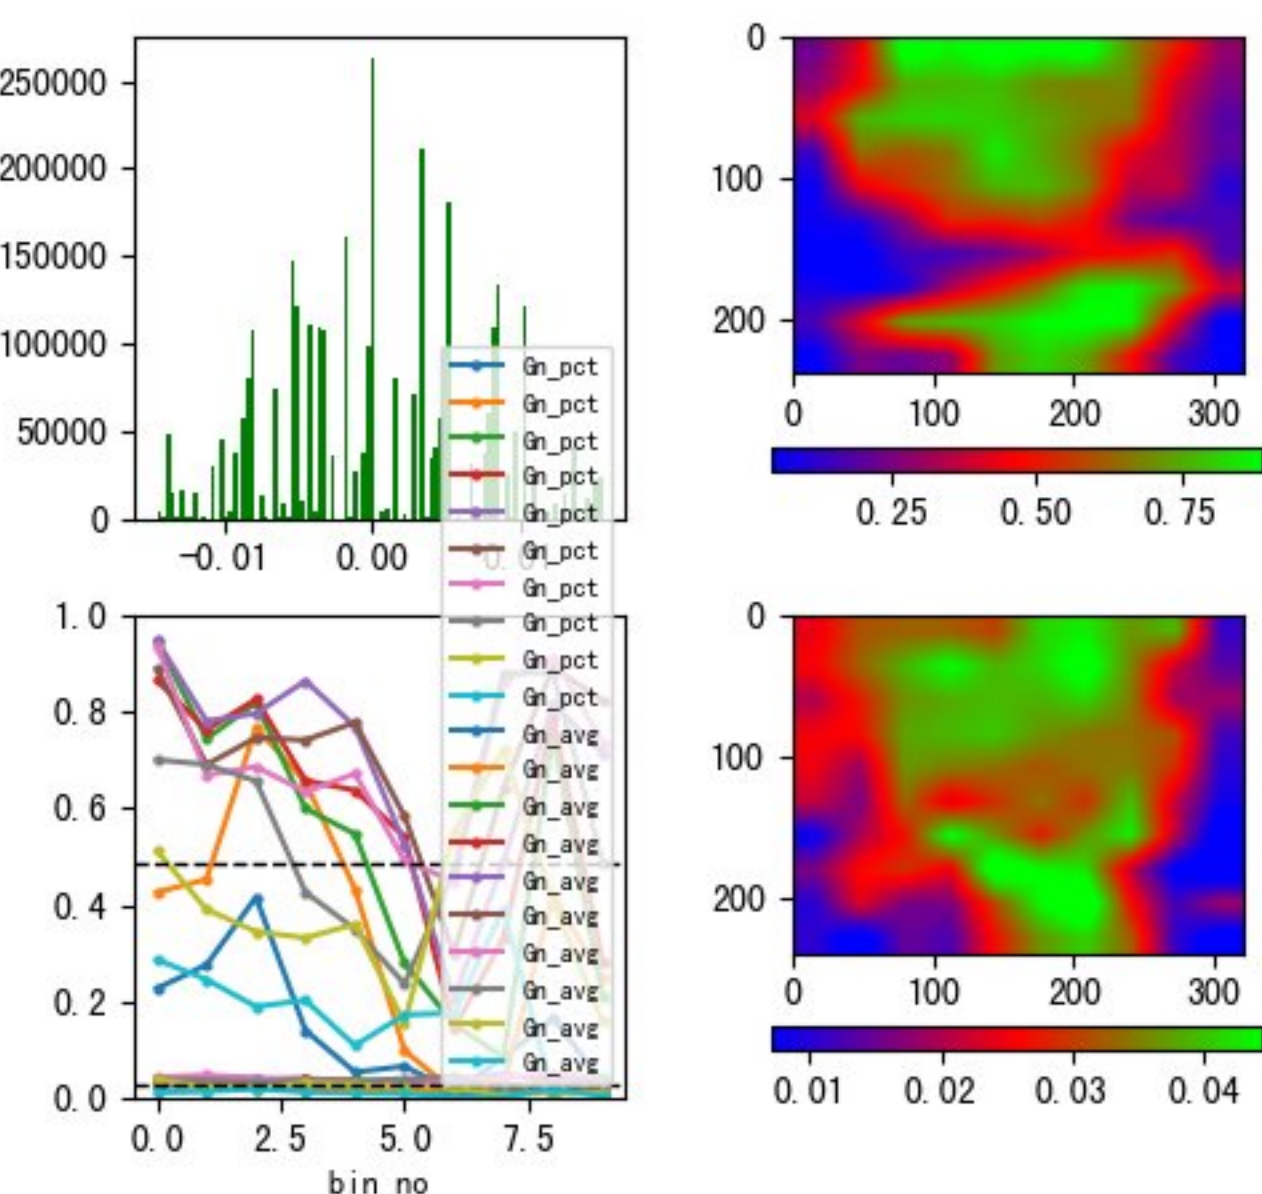 250000
200000
150000
100000
50000
0
−0.01
0.00
0
100
200
0
100
200
300
0.25
0.50
0.75
Gn_pct
Gn_pct
Gn_pct
Gn_pct
Gn_pct
Gn_pct
Gn_pct
Gn_pct
Gn_pct
Gn_pct
Gn_avg
Gn_avg
Gn_avg
Gn_avg
Gn_avg
Gn_avg
Gn_avg
Gn_avg
Gn_avg
Gn_avg
1.0
0.8
0.6
0.4
0.2
0.0
0.0
2.5
5.0
7.5
bin no
0
100
200
0
100
200
300
0.01
0.02
0.03
0.04